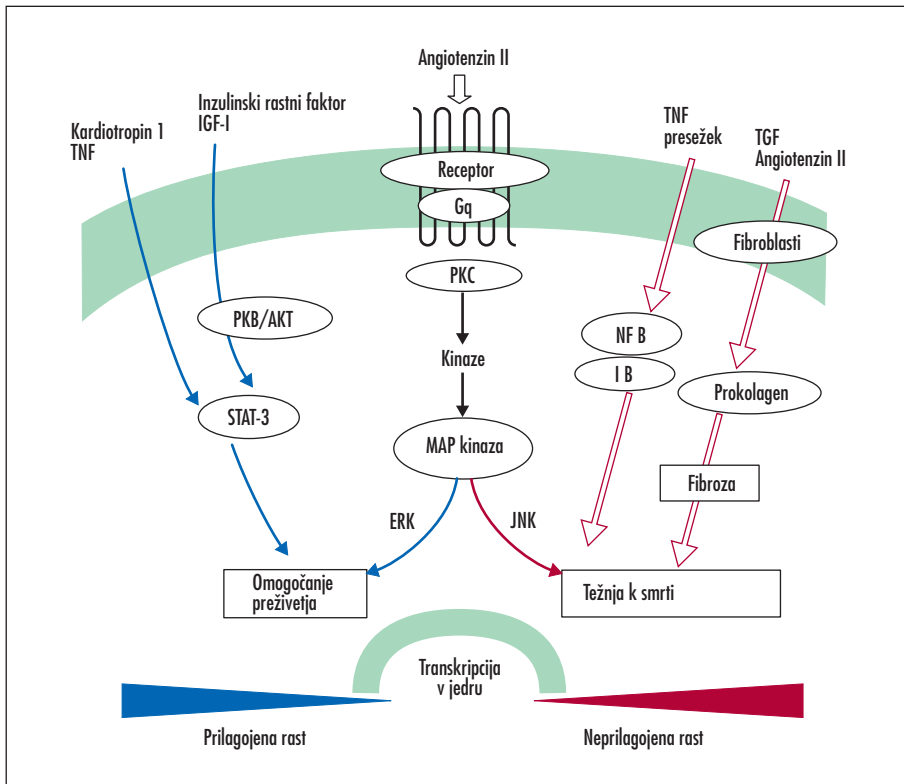 Angiotenzin II
Inzulinski rastni faktor
IGF-I
Kardiotropin 1
TNF
TNF
presežek
TGF
Angiotenzin II
Receptor
Gq
Fibroblasti
PKC
PKB/AKT
NF B
Kinaze
I B
Prokolagen
STAT-3
MAP kinaza
Fibroza
ERK
JNK
Omogočanje
preživetja
Težnja k smrti
Transkripcija
v jedru
Prilagojena rast
Neprilagojena rast